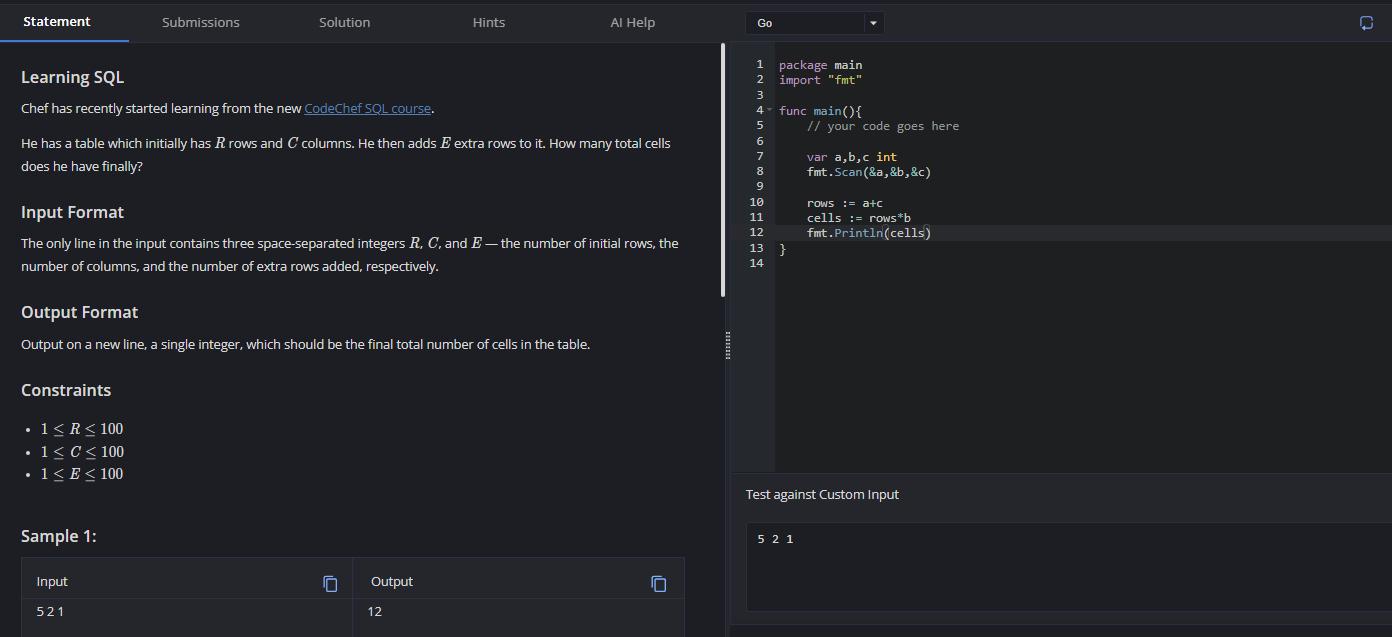 Statement
Submissions
Solution
Hints
AI Help
Learning SQL
Chef has recently started learning from the new CodeChef SQL course.
He has a table which initially has R rows and C columns. He then adds E extra rows to it. How many total cells
does he have finally?
Input Format
The only line in the input contains three space-separated integers R, C, and E — the number of initial rows, the
number of columns, and the number of extra rows added, respectively.
Output Format
Output on a new line, a single integer, which should be the final total number of cells in the table.
Constraints
• 1 ≤ R ≤ 100
• 1 ≤ C ≤ 100
• 1 ≤ E ≤ 100
Sample 1:
Input
Output
5 2 1
12
Go
1 package main
2 import "fmt"
3
4 func main(){
5 // your code goes here
6
7 var a,b,c int
8 fmt.Scan(&a,&b,&c)
9
10 rows := a+c
11 cells := rows*b
12 fmt.Println(cells)
13 }
14
Test against Custom Input
5 2 1